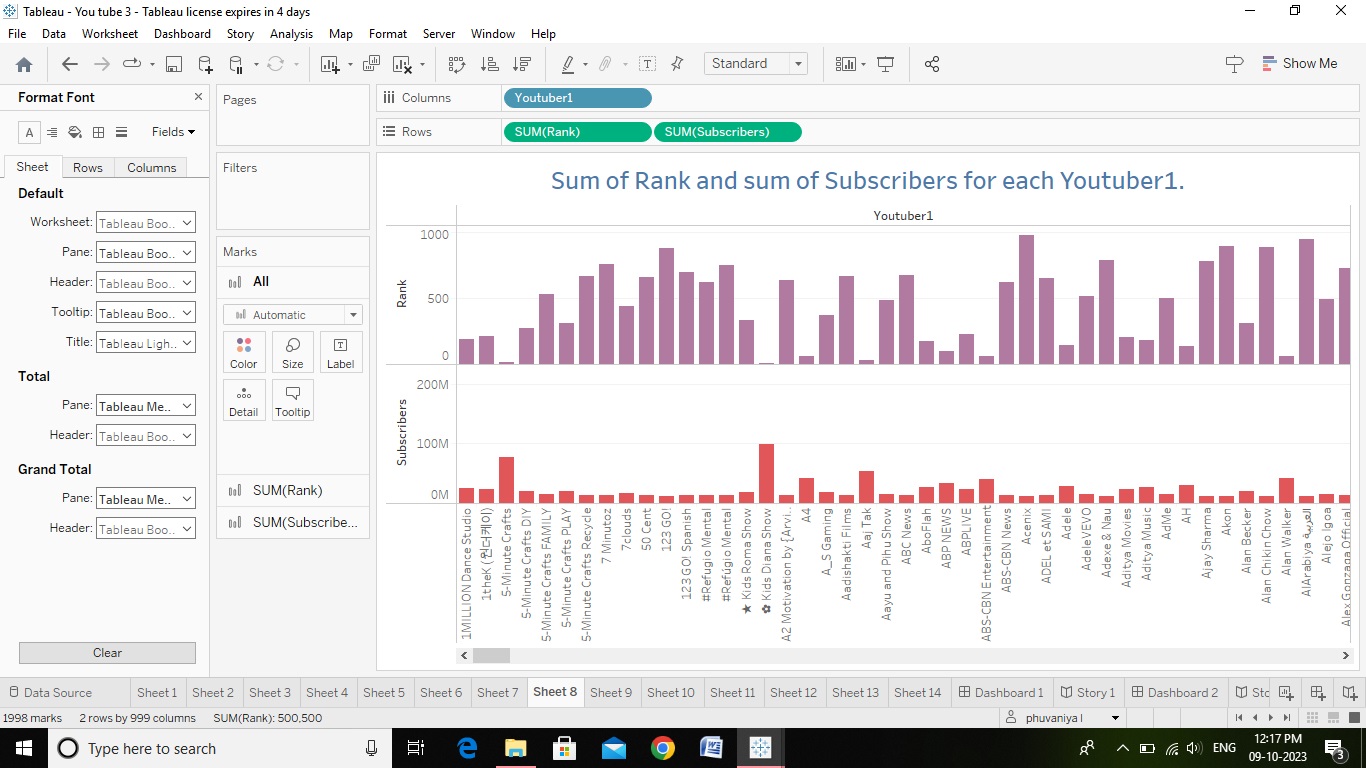 Tableau - You tube 3 - Tableau license expires in 4 days
File Data Worksheet Dashboard Story Analysis Map Format Server Window Help
Standard
Show Me
Format Font
Fields
Sheet Rows Columns
Default
Worksheet: Tableau Boo..
Pane: Tableau Boo..
Header: Tableau Boo..
Tooltip: Tableau Boo..
Title: Tableau Ligh..
Total
Pane: Tableau Me..
Header: Tableau Boo..
Grand Total
Pane: Tableau Me..
Header: Tableau Boo..
Clear
Pages
Filters
Marks
All
Automatic
Color Size Label
Detail Tooltip
SUM(Rank)
SUM(Subscribe...
Columns Youtuber1
Rows SUM(Rank) SUM(Subscribers)
Sum of Rank and sum of Subscribers for each Youtuber1.
Youtuber1
Rank
1000
500
0
Subscribers
200M
100M
0M
1MILLION Dance Studio
1theK (원더케이)
5-Minute Crafts
5-Minute Crafts DIY
5-Minute Crafts FAMILY
5-Minute Crafts PLAY
5-Minute Crafts Recycle
7 Minutoz
7clouds
50 Cent
123 GO!
123 GO! Spanish
#Refugio Mental
#Refúgio Mental
★ Kids Roma Show
✿ Kids Diana Show
A2 Motivation by [Arvi..
A4
A_S Gaming
Aadishakti Films
Aaj Tak
Aayu and Pihu Show
ABC News
AboFlah
ABP NEWS
ABPLIVE
ABS-CBN Entertainment
ABS-CBN News
Acenix
ADEL et SAMI
Adele
AdeleVEVO
Adexe & Nau
Aditya Movies
Aditya Music
AdMe
AH
Ajay Sharma
Akon
Alan Becker
Alan Chikin Chow
Alan Walker
AlArabiya العربية
Alejo Igoa
Alex Gonzaga Official
Data Source Sheet 1 Sheet 2 Sheet 3 Sheet 4 Sheet 5 Sheet 6 Sheet 7 Sheet 8 Sheet 9 Sheet 10 Sheet 11 Sheet 12 Sheet 13 Sheet 14 Dashboard 1 Story 1 Dashboard 2 Stc
1998 marks 2 rows by 999 columns SUM(Rank): 500,500 phuvaniya l
Type here to search
ENG
12:17 PM
09-10-2023
3